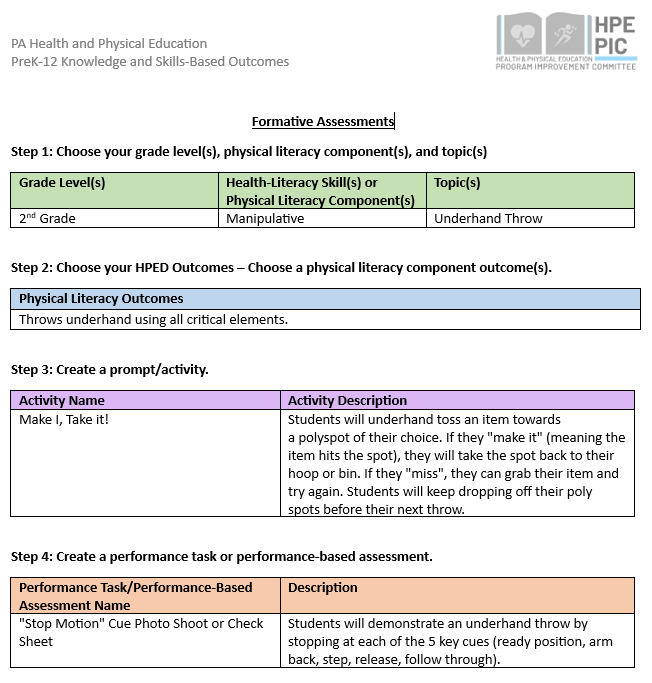 PA Health and Physical Education
PreK-12 Knowledge and Skills-Based Outcomes
HPE
PIC
HEALTH & PHYSICAL EDUCATION
PROGRAM IMPROVEMENT COMMITTEE
Formative Assessments
Step 1: Choose your grade level(s), physical literacy component(s), and topic(s)
Grade Level(s)
Health-Literacy Skill(s) or
Physical Literacy Component(s)
Topic(s)
2nd Grade
Manipulative
Underhand Throw
Step 2: Choose your HPED Outcomes – Choose a physical literacy component outcome(s).
Physical Literacy Outcomes
Throws underhand using all critical elements.
Step 3: Create a prompt/activity.
Activity Name
Activity Description
Make I, Take it!
Students will underhand toss an item towards
a polyspot of their choice. If they "make it" (meaning the
item hits the spot), they will take the spot back to their
hoop or bin. If they "miss", they can grab their item and
try again. Students will keep dropping off their poly
spots before their next throw.
Step 4: Create a performance task or performance-based assessment.
Performance Task/Performance-Based
Assessment Name
Description
"Stop Motion" Cue Photo Shoot or Check
Sheet
Students will demonstrate an underhand throw by
stopping at each of the 5 key cues (ready position, arm
back, step, release, follow through).